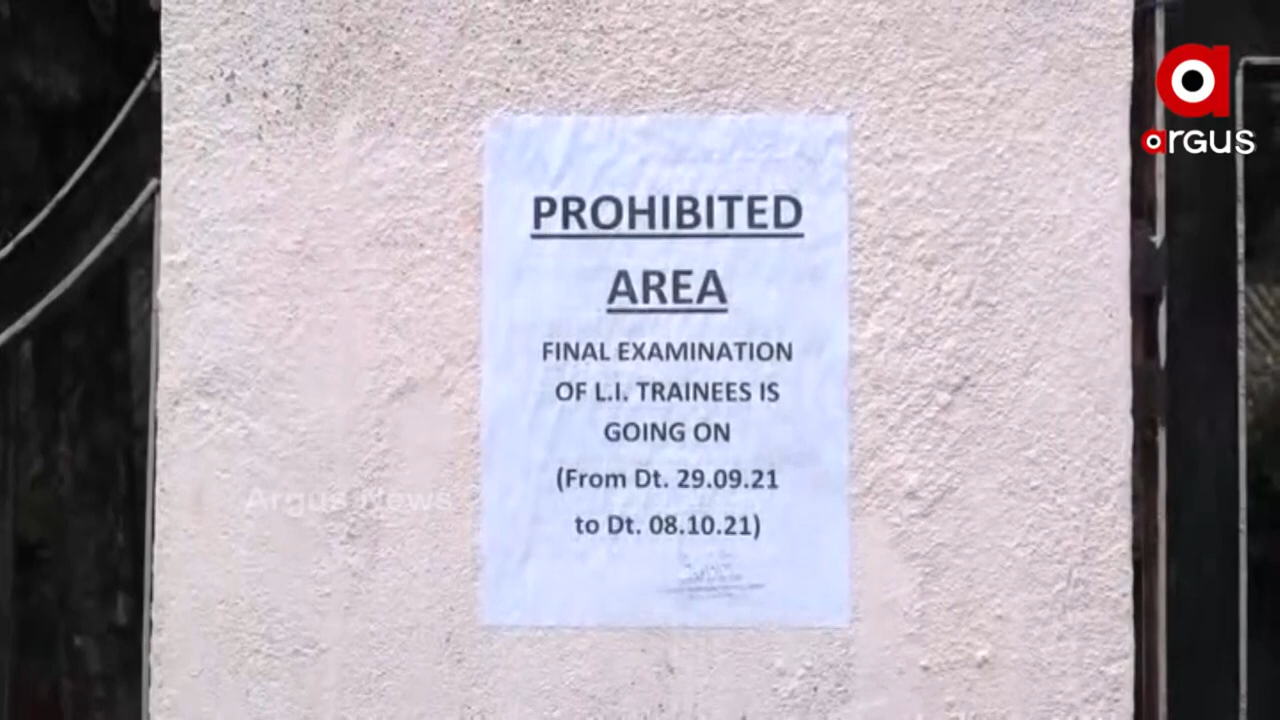 argus
PROHIBITED
AREA
FINAL EXAMINATION
OF L.I. TRAINEES IS
GOING ON
(From Dt. 29.09.21
to Dt. 08.10.21)
Argus News